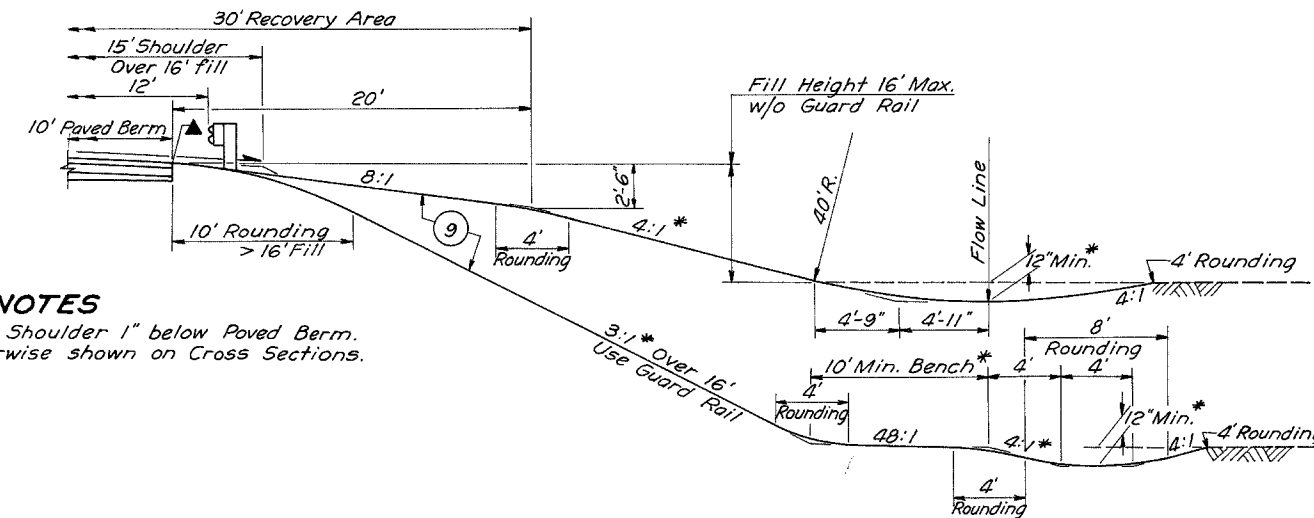 30' Recovery Area
15' Shoulder
Over 16' fill
12'
20'
10' Paved Berm
Fill Height 16' Max.
w/o Guard Rail
8:1
2'-6"
40' R.
Flow Line
9
4:1 *
12" Min. *
4' Rounding
10' Rounding
> 16' Fill
4'
Rounding
4:1
4'-9"
4'-11"
NOTES
Shoulder 1" below Paved Berm.
rwise shown on Cross Sections.
3:1 * Over 16'
Use Guard Rail
8'
Rounding
10' Min. Bench *
4'
4'
4'
Rounding
12" Min. *
48:1
4:1 *
4:1
4' Rounding
4'
Rounding